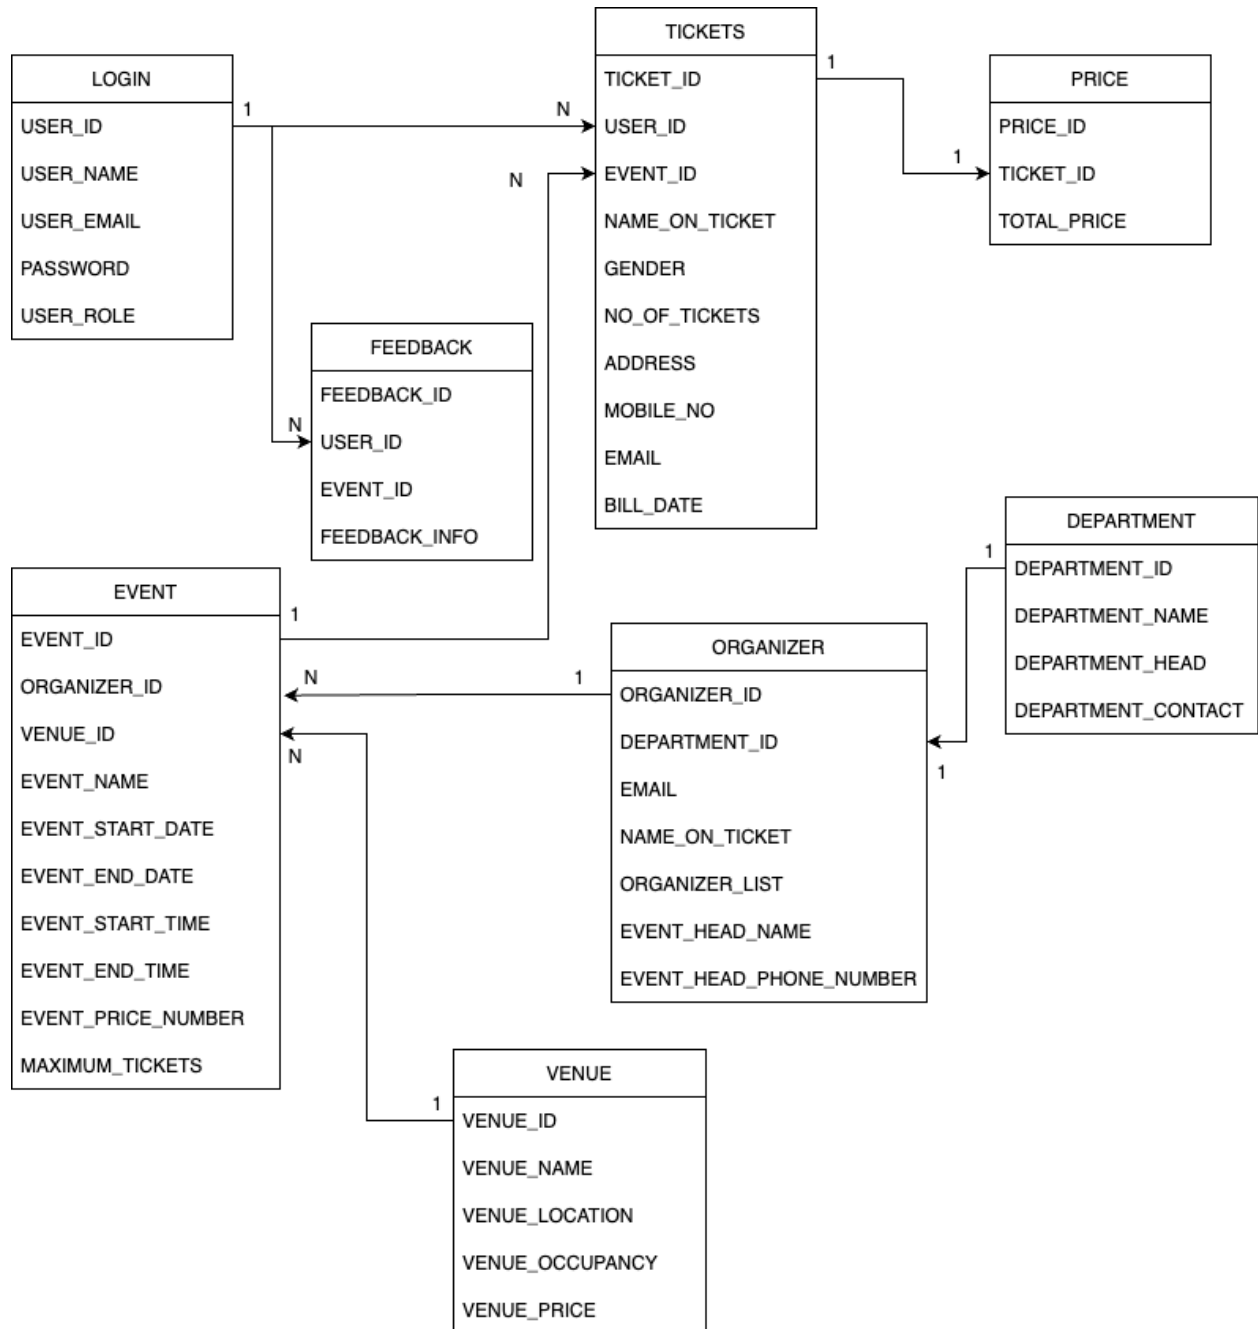 TICKETS
TICKET_ID
USER_ID
EVENT_ID
NAME_ON_TICKET
GENDER
NO_OF_TICKETS
ADDRESS
MOBILE_NO
EMAIL
BILL_DATE
LOGIN
USER_ID
USER_NAME
USER_EMAIL
PASSWORD
USER_ROLE
1
N
N
1
1
PRICE
PRICE_ID
TICKET_ID
TOTAL_PRICE
FEEDBACK
FEEDBACK_ID
USER_ID
EVENT_ID
FEEDBACK_INFO
N
DEPARTMENT
DEPARTMENT_ID
DEPARTMENT_NAME
DEPARTMENT_HEAD
DEPARTMENT_CONTACT
1
1
EVENT
EVENT_ID
ORGANIZER_ID
VENUE_ID
EVENT_NAME
EVENT_START_DATE
EVENT_END_DATE
EVENT_START_TIME
EVENT_END_TIME
EVENT_PRICE_NUMBER
MAXIMUM_TICKETS
1
N
1
N
ORGANIZER
ORGANIZER_ID
DEPARTMENT_ID
EMAIL
NAME_ON_TICKET
ORGANIZER_LIST
EVENT_HEAD_NAME
EVENT_HEAD_PHONE_NUMBER
1
VENUE
VENUE_ID
VENUE_NAME
VENUE_LOCATION
VENUE_OCCUPANCY
VENUE_PRICE